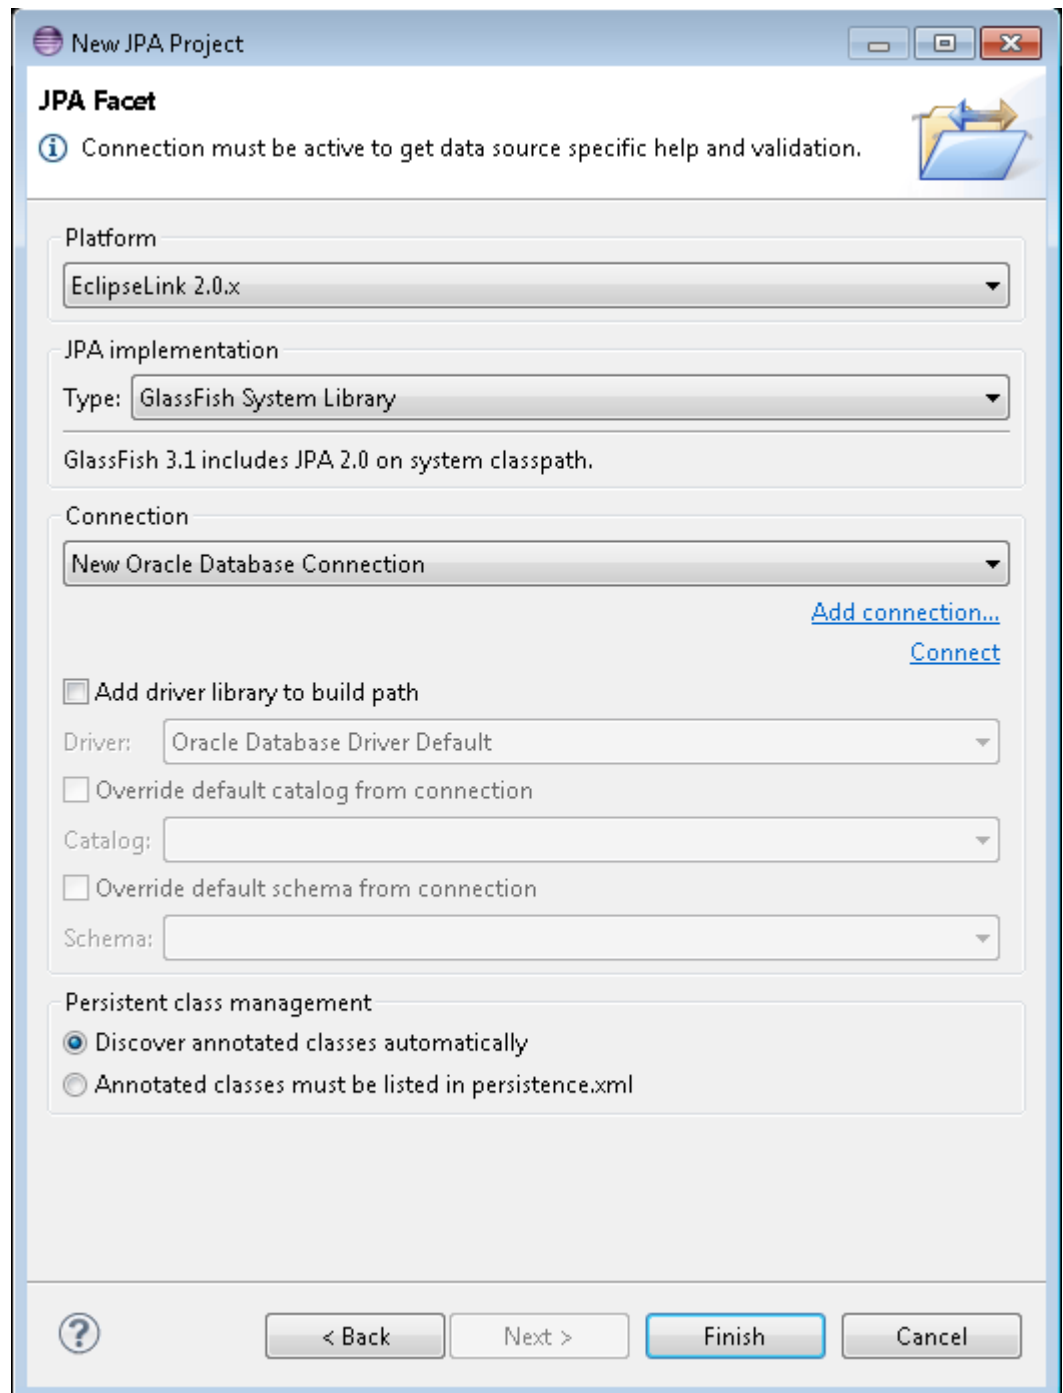 New JPA Project
JPA Facet
Connection must be active to get data source specific help and validation.
Platform
EclipseLink 2.0.x
JPA implementation
Type: GlassFish System Library
GlassFish 3.1 includes JPA 2.0 on system classpath.
Connection
New Oracle Database Connection
Add connection...
Connect
Add driver library to build path
Driver: Oracle Database Driver Default
Override default catalog from connection
Catalog:
Override default schema from connection
Schema:
Persistent class management
Discover annotated classes automatically
Annotated classes must be listed in persistence.xml
< Back Next > Finish Cancel